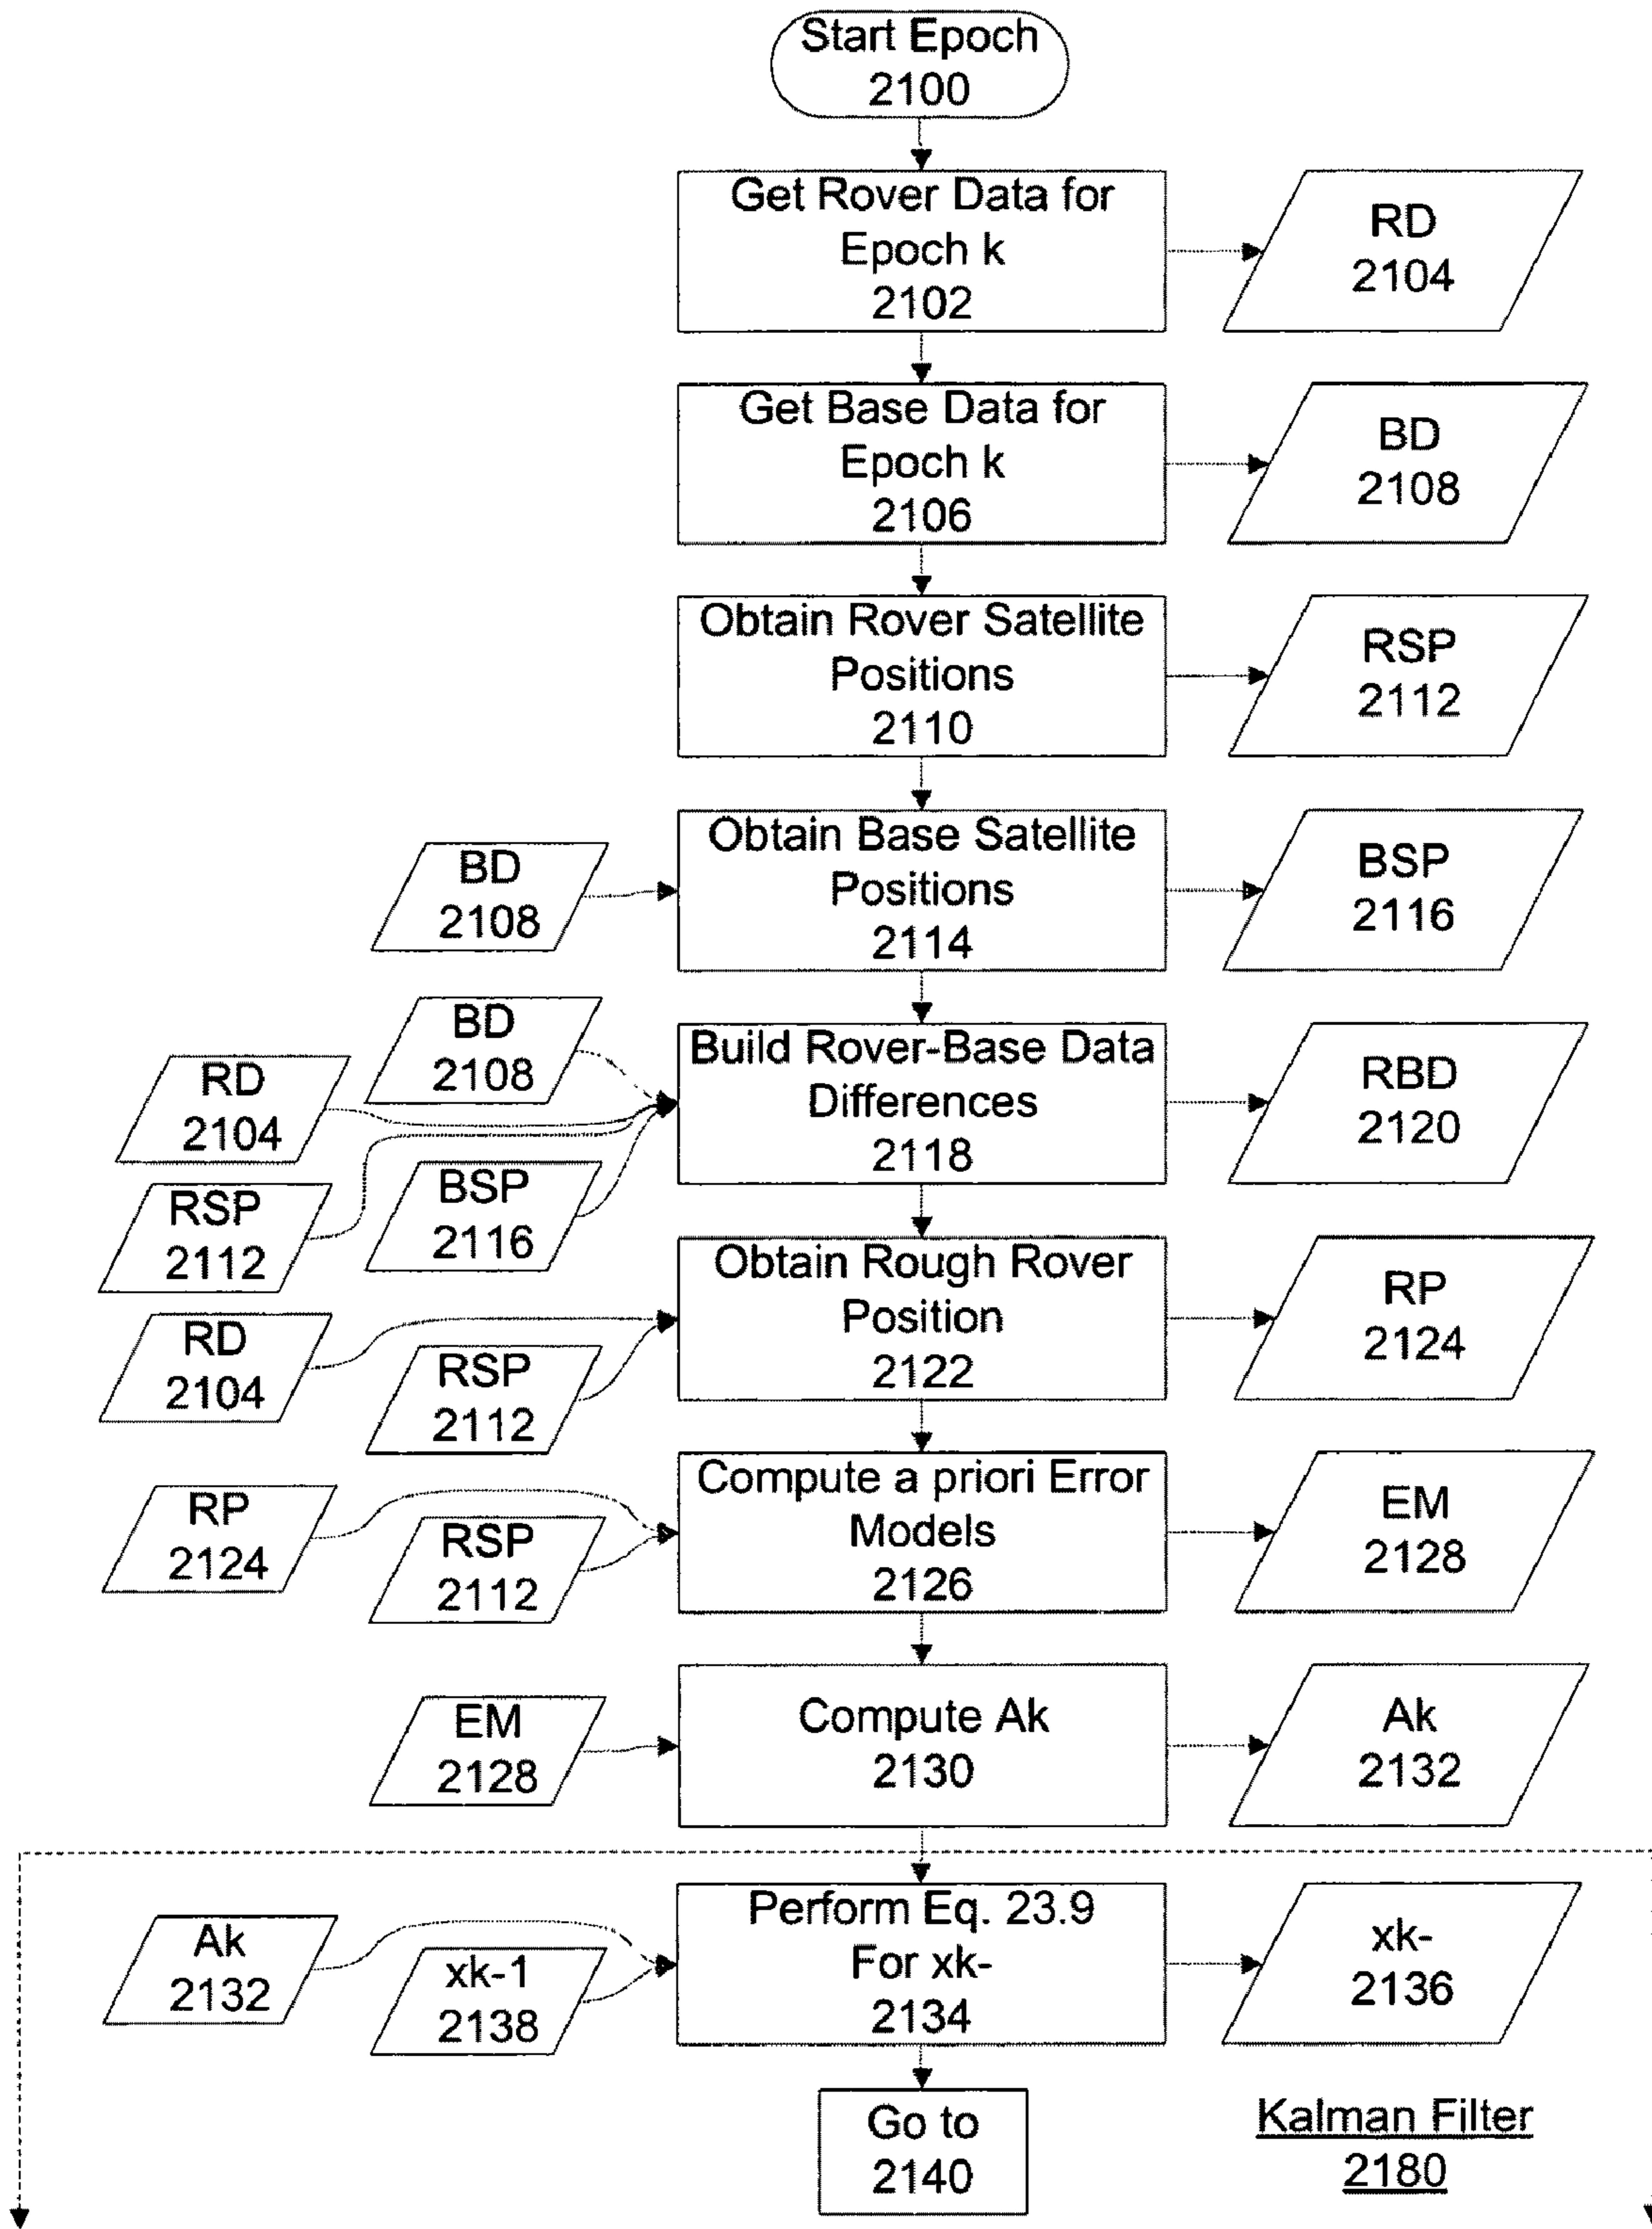 Start Epoch
2100
Get Rover Data for
Epoch k
2102
RD
2104
Get Base Data for
Epoch k
2106
BD
2108
Obtain Rover Satellite
Positions
2110
RSP
2112
BD
2108
Obtain Base Satellite
Positions
2114
BSP
2116
BD
2108
RD
2104
RSP
2112
BSP
2116
Build Rover-Base Data
Differences
2118
RBD
2120
RD
2104
RSP
2112
Obtain Rough Rover
Position
2122
RP
2124
RP
2124
RSP
2112
Compute a priori Error
Models
2126
EM
2128
EM
2128
Compute Ak
2130
Ak
2132
Ak
2132
xk-1
2138
Perform Eq. 23.9
For xk-
2134
xk-
2136
Go to
2140
Kalman Filter
2180